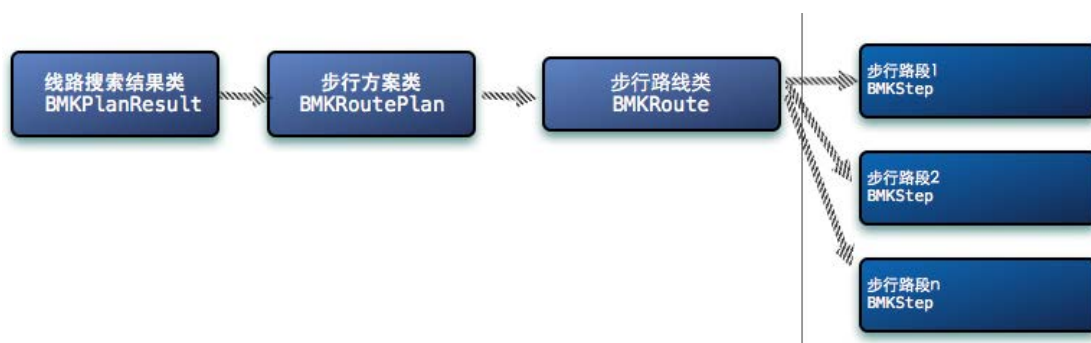 线路搜索结果类
BMKPlanResult
步行方案类
BMKRoutePlan
步行路线类
BMKRoute
步行路段1
BMKStep
步行路段2
BMKStep
步行路段n
BMKStep